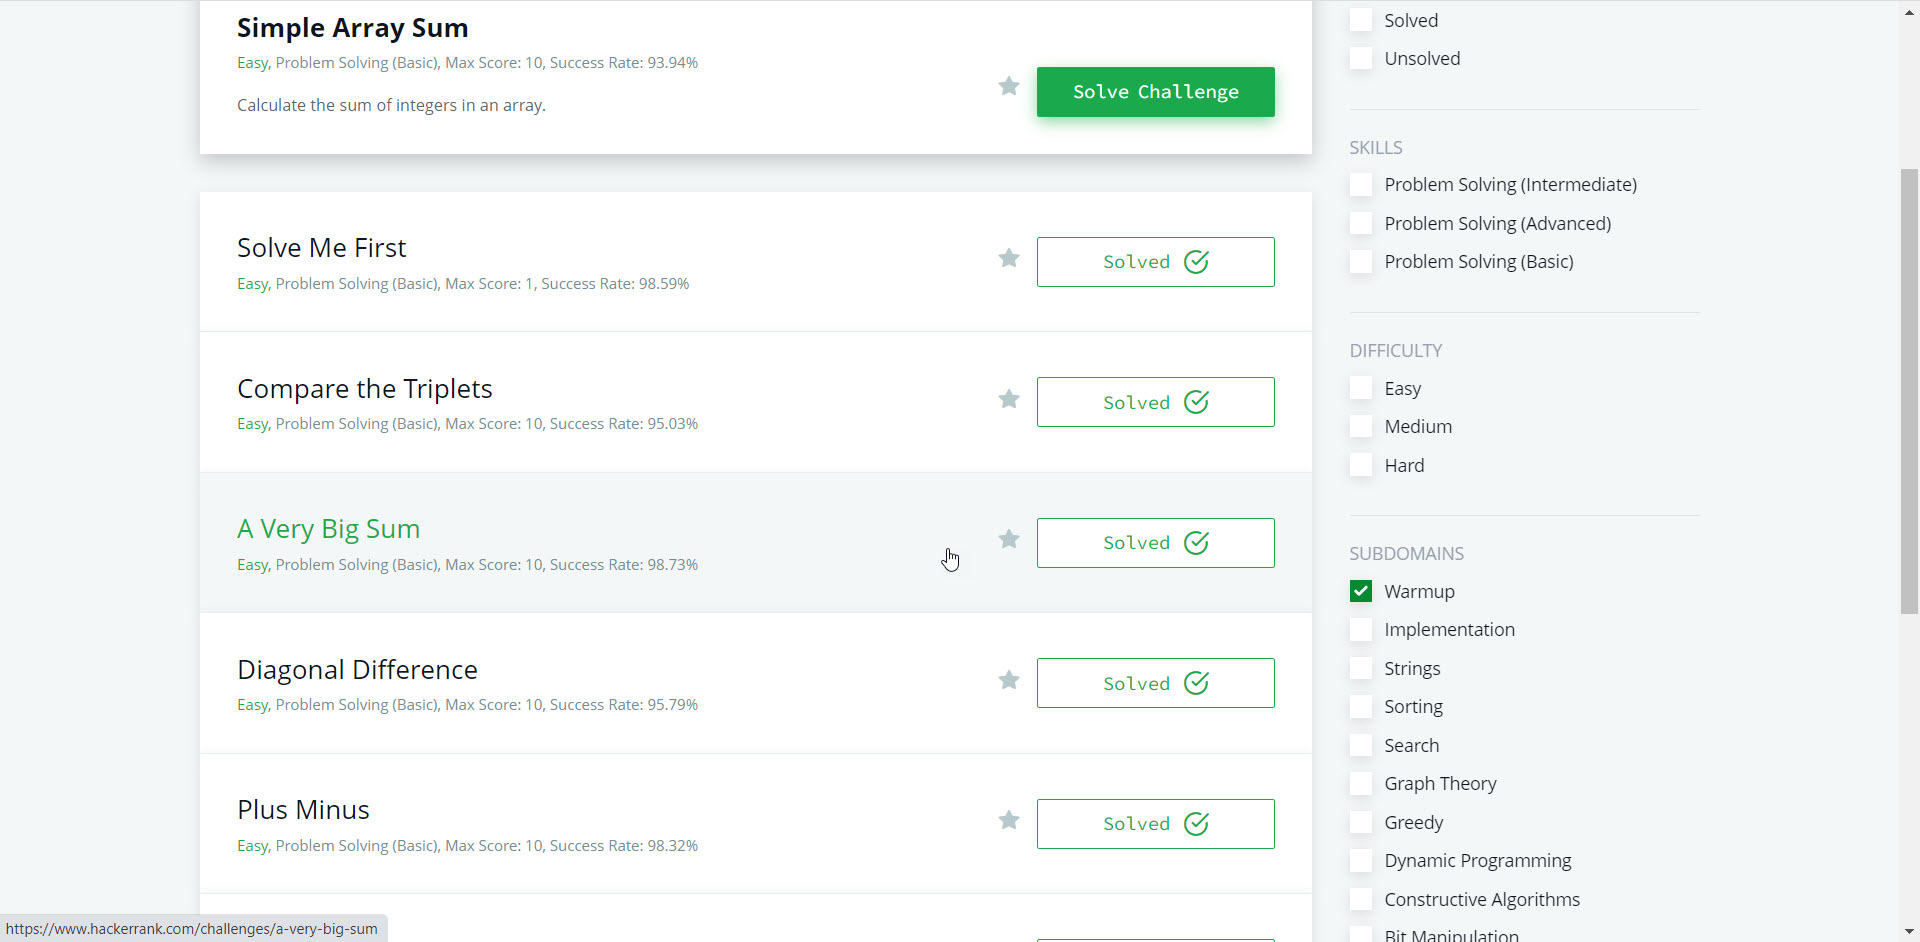 Simple Array Sum
Easy, Problem Solving (Basic), Max Score: 10, Success Rate: 93.94%
Calculate the sum of integers in an array.
Solve Challenge
Solve Me First
Easy, Problem Solving (Basic), Max Score: 1, Success Rate: 98.59%
Solved
Compare the Triplets
Easy, Problem Solving (Basic), Max Score: 10, Success Rate: 95.03%
Solved
A Very Big Sum
Easy, Problem Solving (Basic), Max Score: 10, Success Rate: 98.73%
Solved
Diagonal Difference
Easy, Problem Solving (Basic), Max Score: 10, Success Rate: 95.79%
Solved
Plus Minus
Easy, Problem Solving (Basic), Max Score: 10, Success Rate: 98.32%
Solved
https://www.hackerrank.com/challenges/a-very-big-sum
Solved
Unsolved
SKILLS
Problem Solving (Intermediate)
Problem Solving (Advanced)
Problem Solving (Basic)
DIFFICULTY
Easy
Medium
Hard
SUBDOMAINS
Warmup
Implementation
Strings
Sorting
Search
Graph Theory
Greedy
Dynamic Programming
Constructive Algorithms
Bit Manipulation